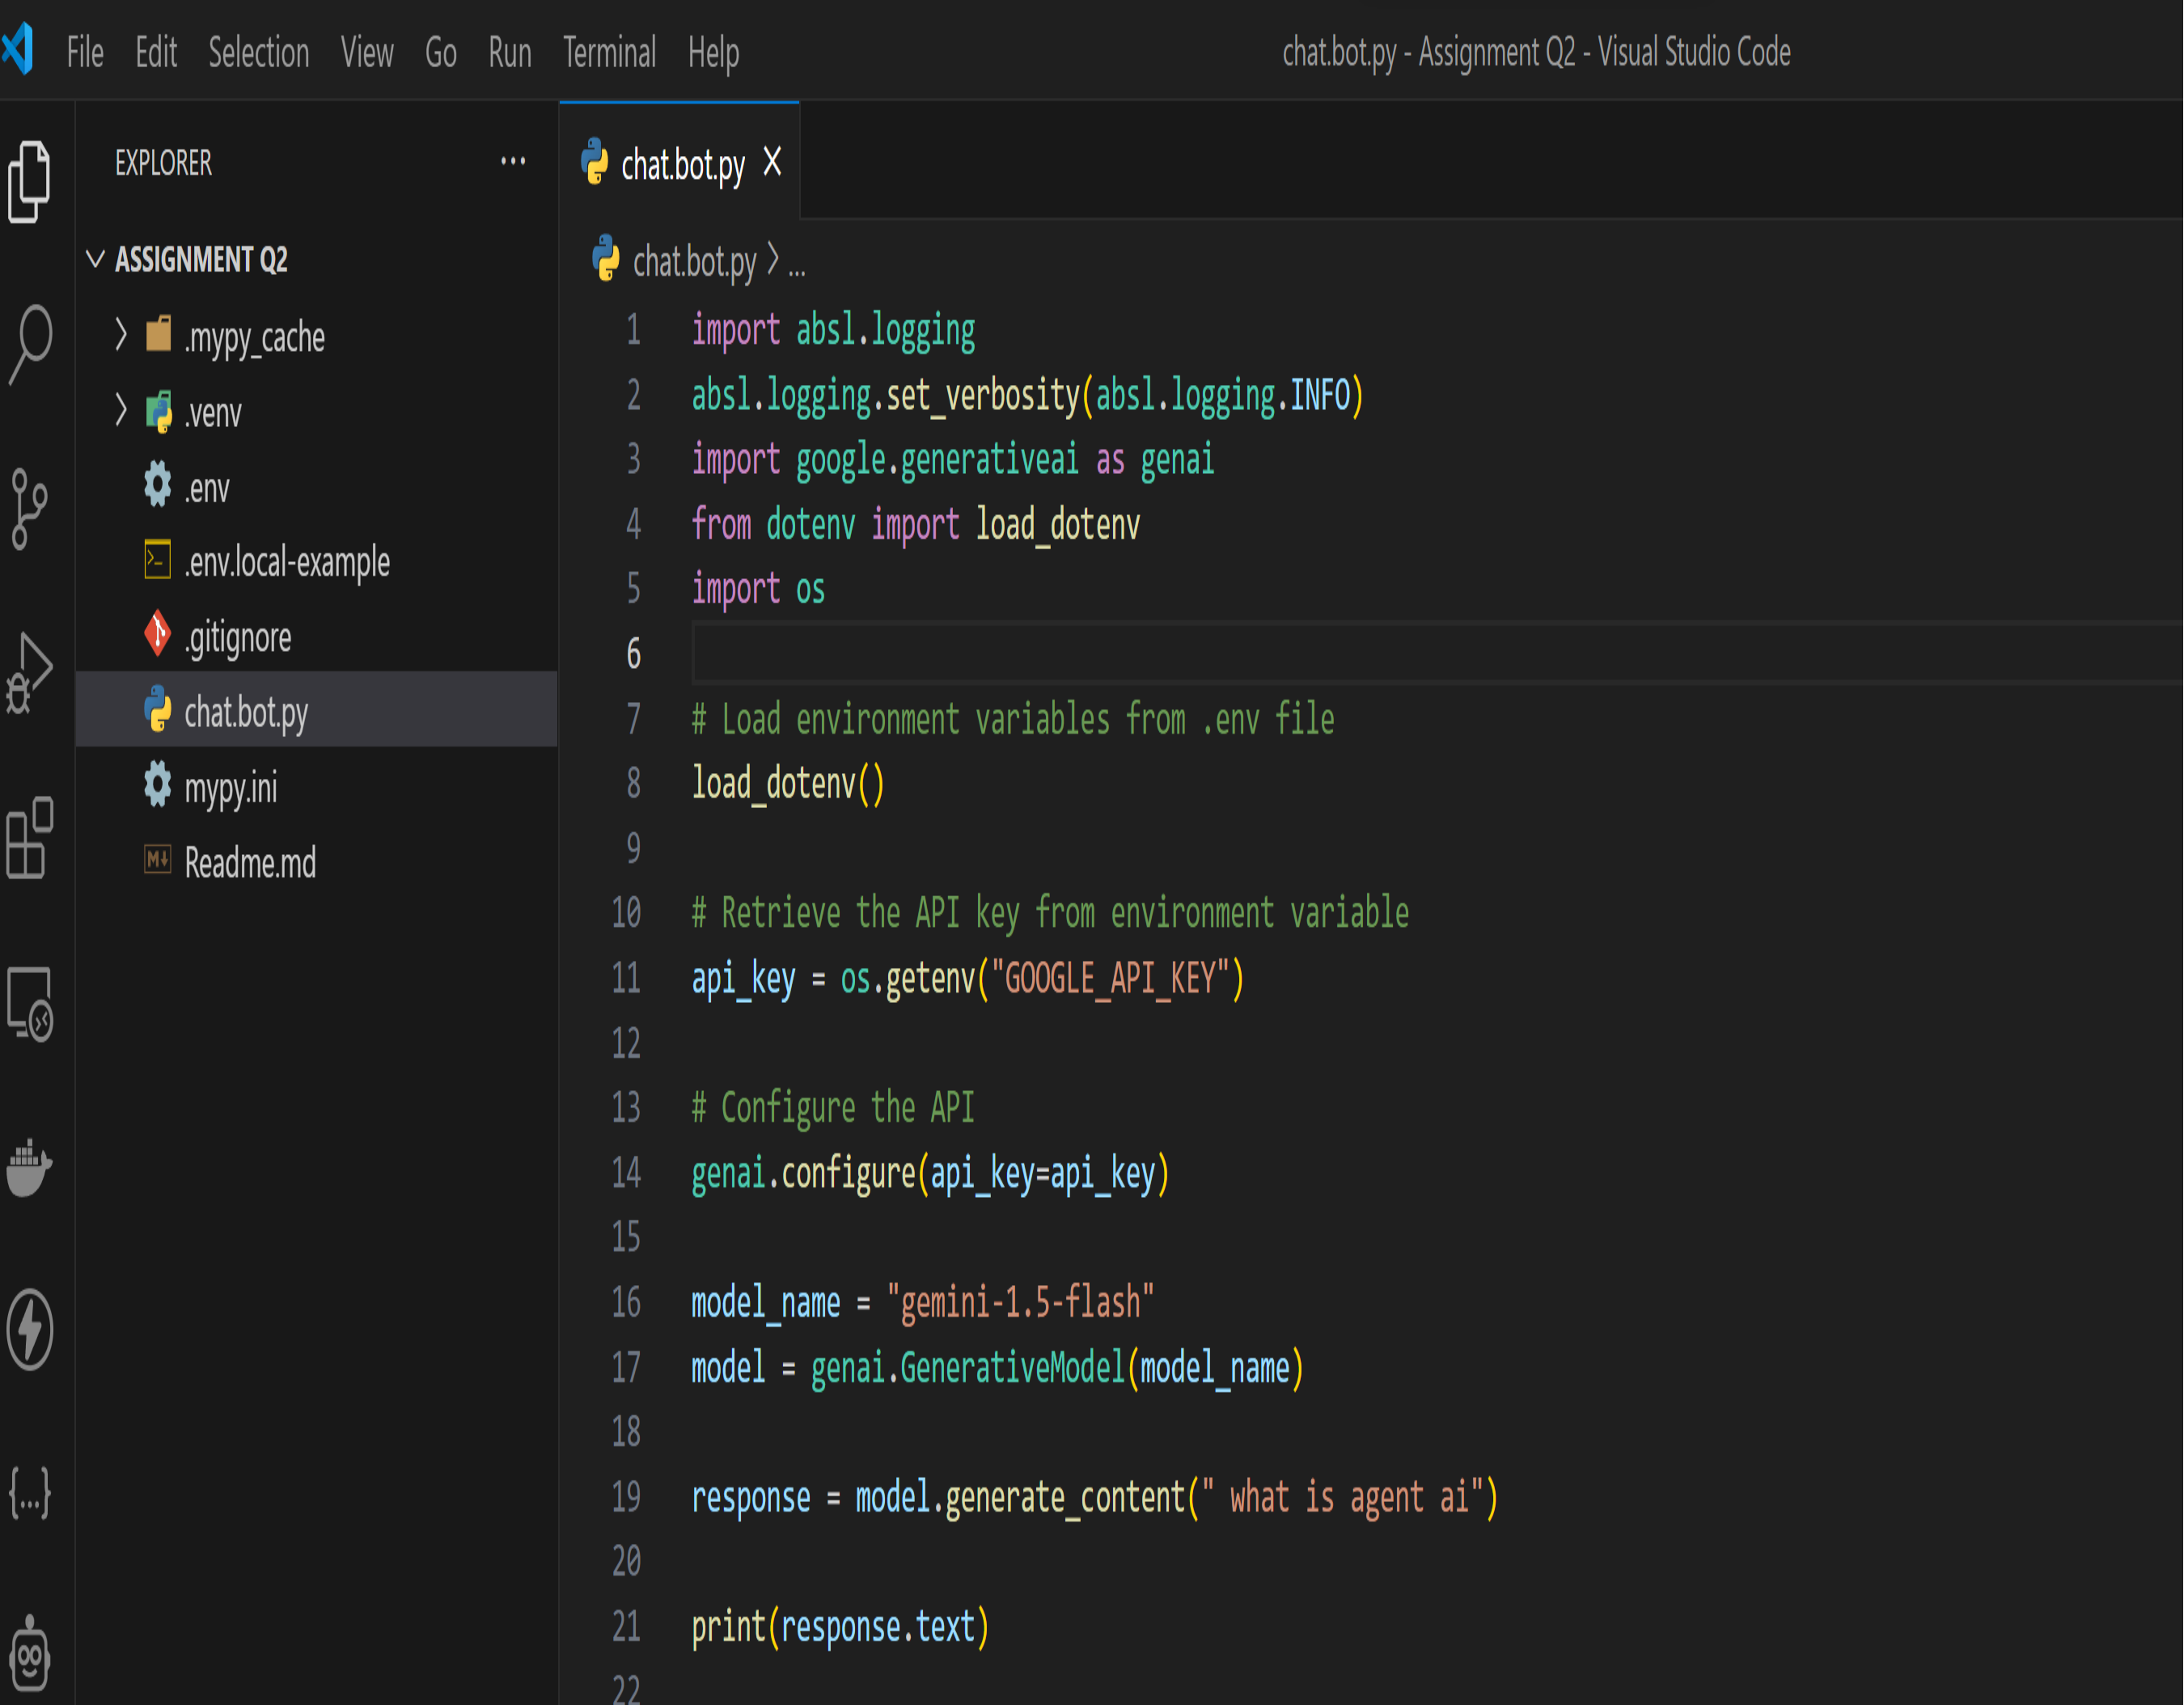 File Edit Selection View Go Run Terminal Help chat.bot.py - Assignment Q2 - Visual Studio Code
EXPLORER ...
ASSIGNMENT Q2
.mypy_cache
.venv
.env
.env.local-example
.gitignore
chat.bot.py
mypy.ini
Readme.md
chat.bot.py
chat.bot.py > ...
1 import absl.logging
2 absl.logging.set_verbosity(absl.logging.INFO)
3 import google.generativeai as genai
4 from dotenv import load_dotenv
5 import os
6
7 # Load environment variables from .env file
8 load_dotenv()
9
10 # Retrieve the API key from environment variable
11 api_key = os.getenv("GOOGLE_API_KEY")
12
13 # Configure the API
14 genai.configure(api_key=api_key)
15
16 model_name = "gemini-1.5-flash"
17 model = genai.GenerativeModel(model_name)
18
19 response = model.generate_content(" what is agent ai")
20
21 print(response.text)
22